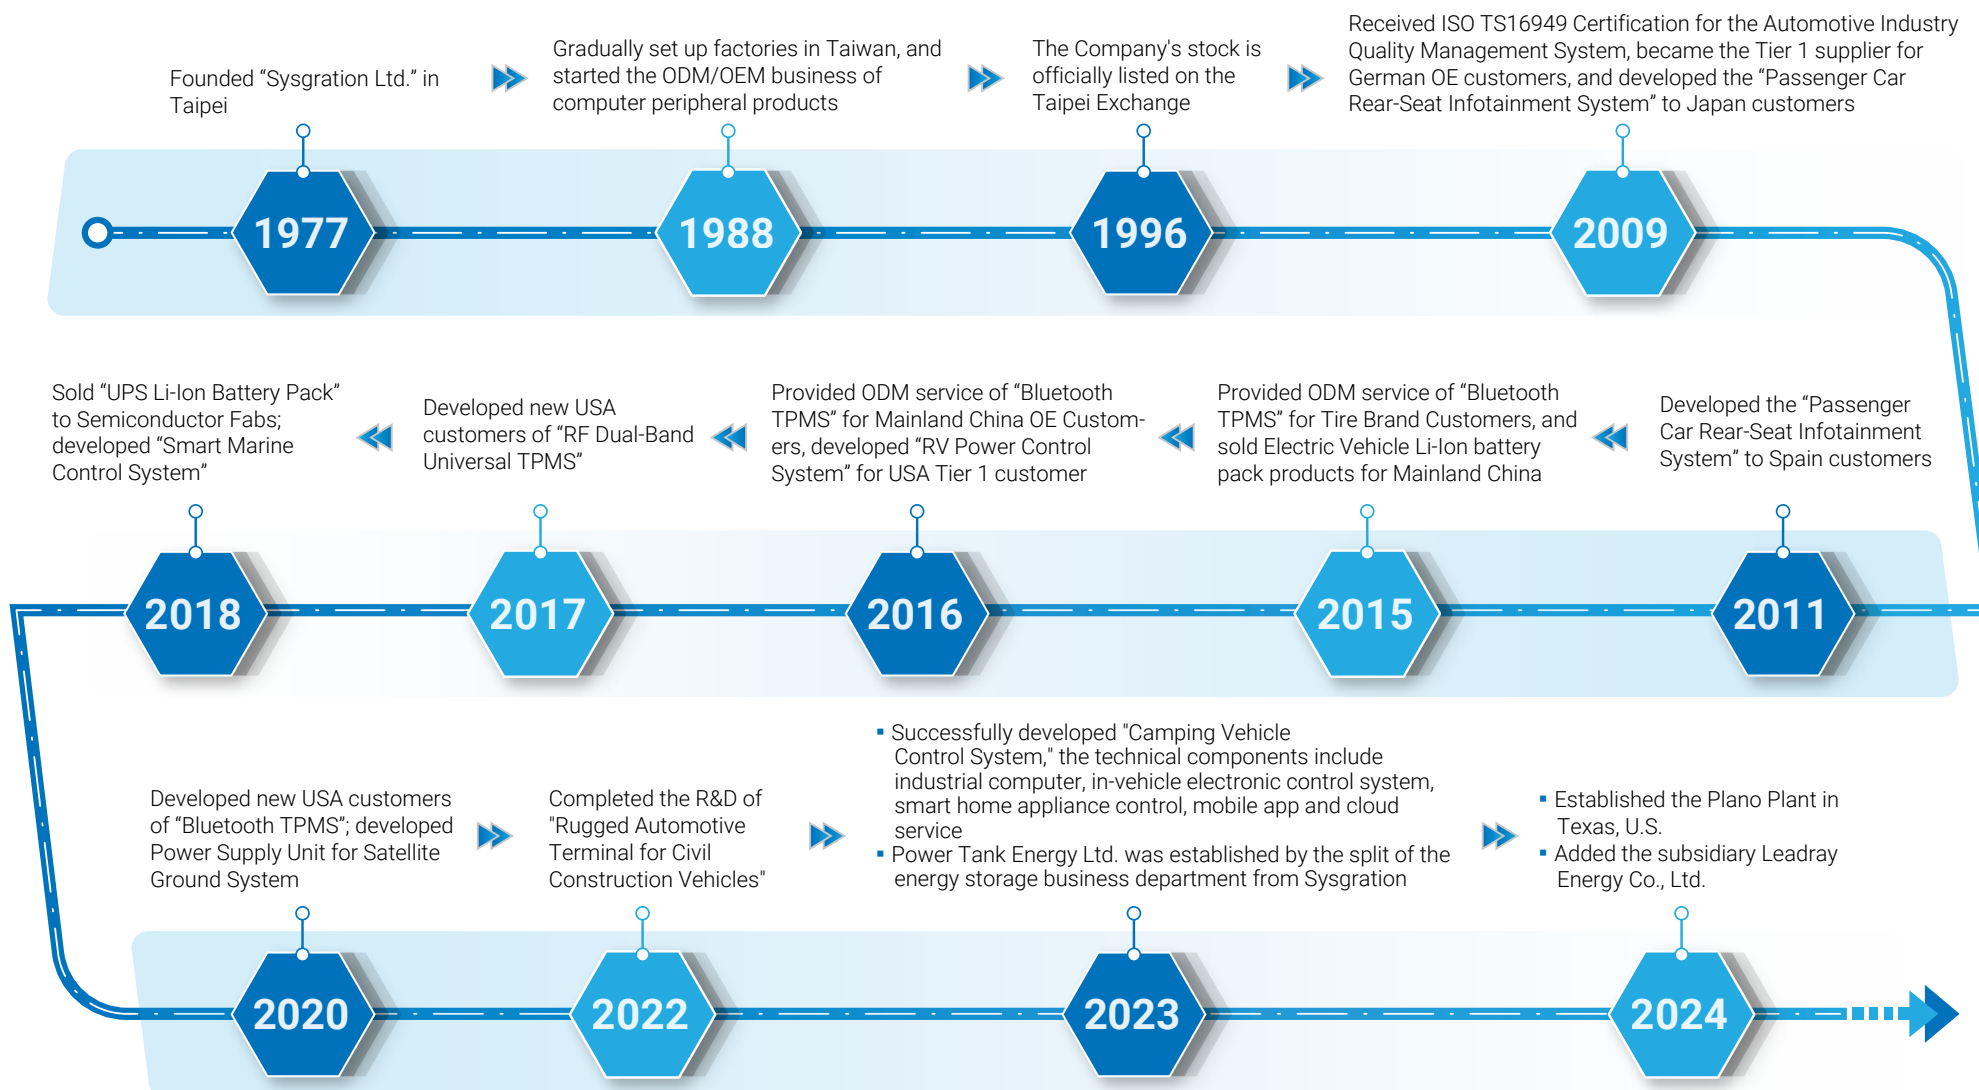 Founded “Sysgration Ltd.” in
Taipei
Gradually set up factories in Taiwan, and
started the ODM/OEM business of
computer peripheral products
The Company's stock is
officially listed on the
Taipei Exchange
Received ISO TS16949 Certification for the Automotive Industry
Quality Management System, became the Tier 1 supplier for
German OE customers, and developed the “Passenger Car
Rear-Seat Infotainment System” to Japan customers
1977
1988
1996
2009
Sold “UPS Li-Ion Battery Pack”
to Semiconductor Fabs;
developed “Smart Marine
Control System”
Developed new USA
customers of “RF Dual-Band
Universal TPMS”
Provided ODM service of “Bluetooth
TPMS” for Mainland China OE Custom-
ers, developed “RV Power Control
System” for USA Tier 1 customer
Provided ODM service of “Bluetooth
TPMS” for Tire Brand Customers, and
sold Electric Vehicle Li-Ion battery
pack products for Mainland China
Developed the “Passenger
Car Rear-Seat Infotainment
System” to Spain customers
2018
2017
2016
2015
2011
Developed new USA customers
of “Bluetooth TPMS”; developed
Power Supply Unit for Satellite
Ground System
Completed the R&D of
"Rugged Automotive
Terminal for Civil
Construction Vehicles"
▪ Successfully developed "Camping Vehicle
Control System," the technical components include
industrial computer, in-vehicle electronic control system,
smart home appliance control, mobile app and cloud
service
▪ Power Tank Energy Ltd. was established by the split of the
energy storage business department from Sysgration
▪ Established the Plano Plant in
Texas, U.S.
▪ Added the subsidiary Leadray
Energy Co., Ltd.
2020
2022
2023
2024